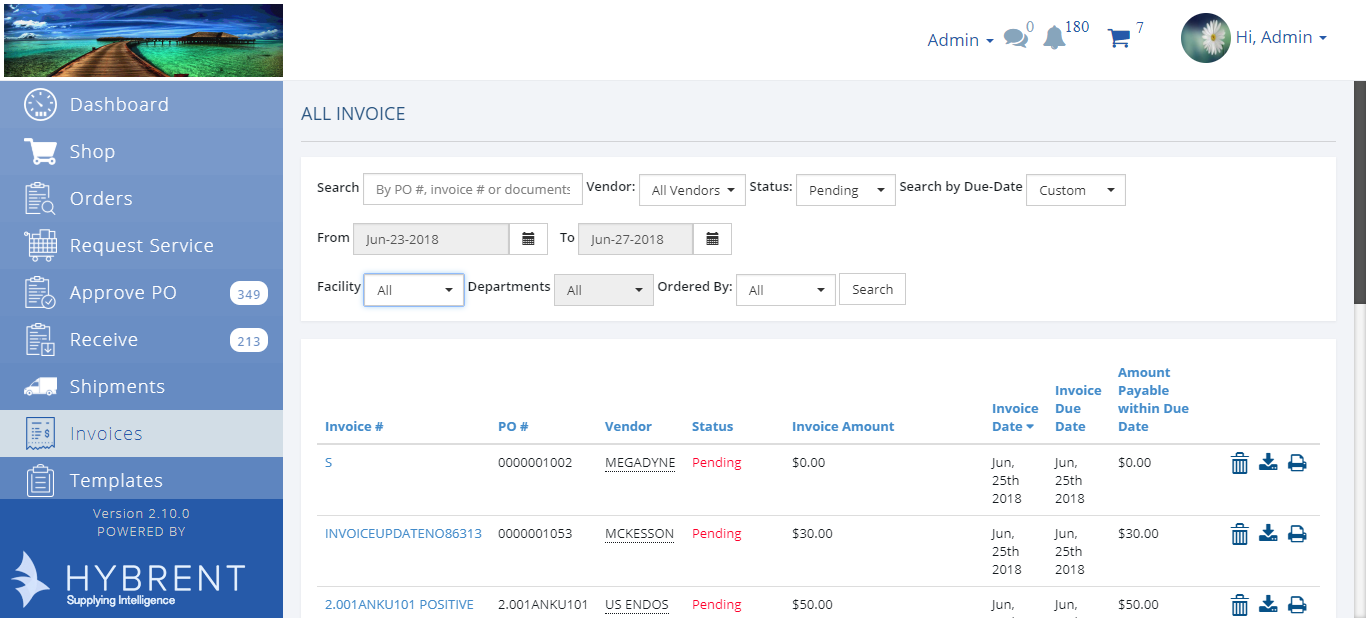 Admin 0 180 7 Hi, Admin
Dashboard
Shop
Orders
Request Service
Approve PO 349
Receive 213
Shipments
Invoices
Templates
Version 2.10.0
POWERED BY
HYBRENT
Supplying Intelligence
ALL INVOICE
Search By PO #, invoice # or documents Vendor: All Vendors Status: Pending Search by Due-Date Custom
From Jun-23-2018 To Jun-27-2018
Facility All Departments All Ordered By: All Search
Invoice # PO # Vendor Status Invoice Amount Invoice Date Invoice Due Date Amount Payable within Due Date
S 0000001002 MEGADYNE Pending $0.00 Jun, 25th 2018 Jun, 25th 2018 $0.00
INVOICEUPDATENO86313 0000001053 MCKESSON Pending $30.00 Jun, 25th 2018 Jun, 25th 2018 $30.00
2.001ANKU101 POSITIVE 2.001ANKU101 US ENDOS Pending $50.00 Jun, Jun, $50.00